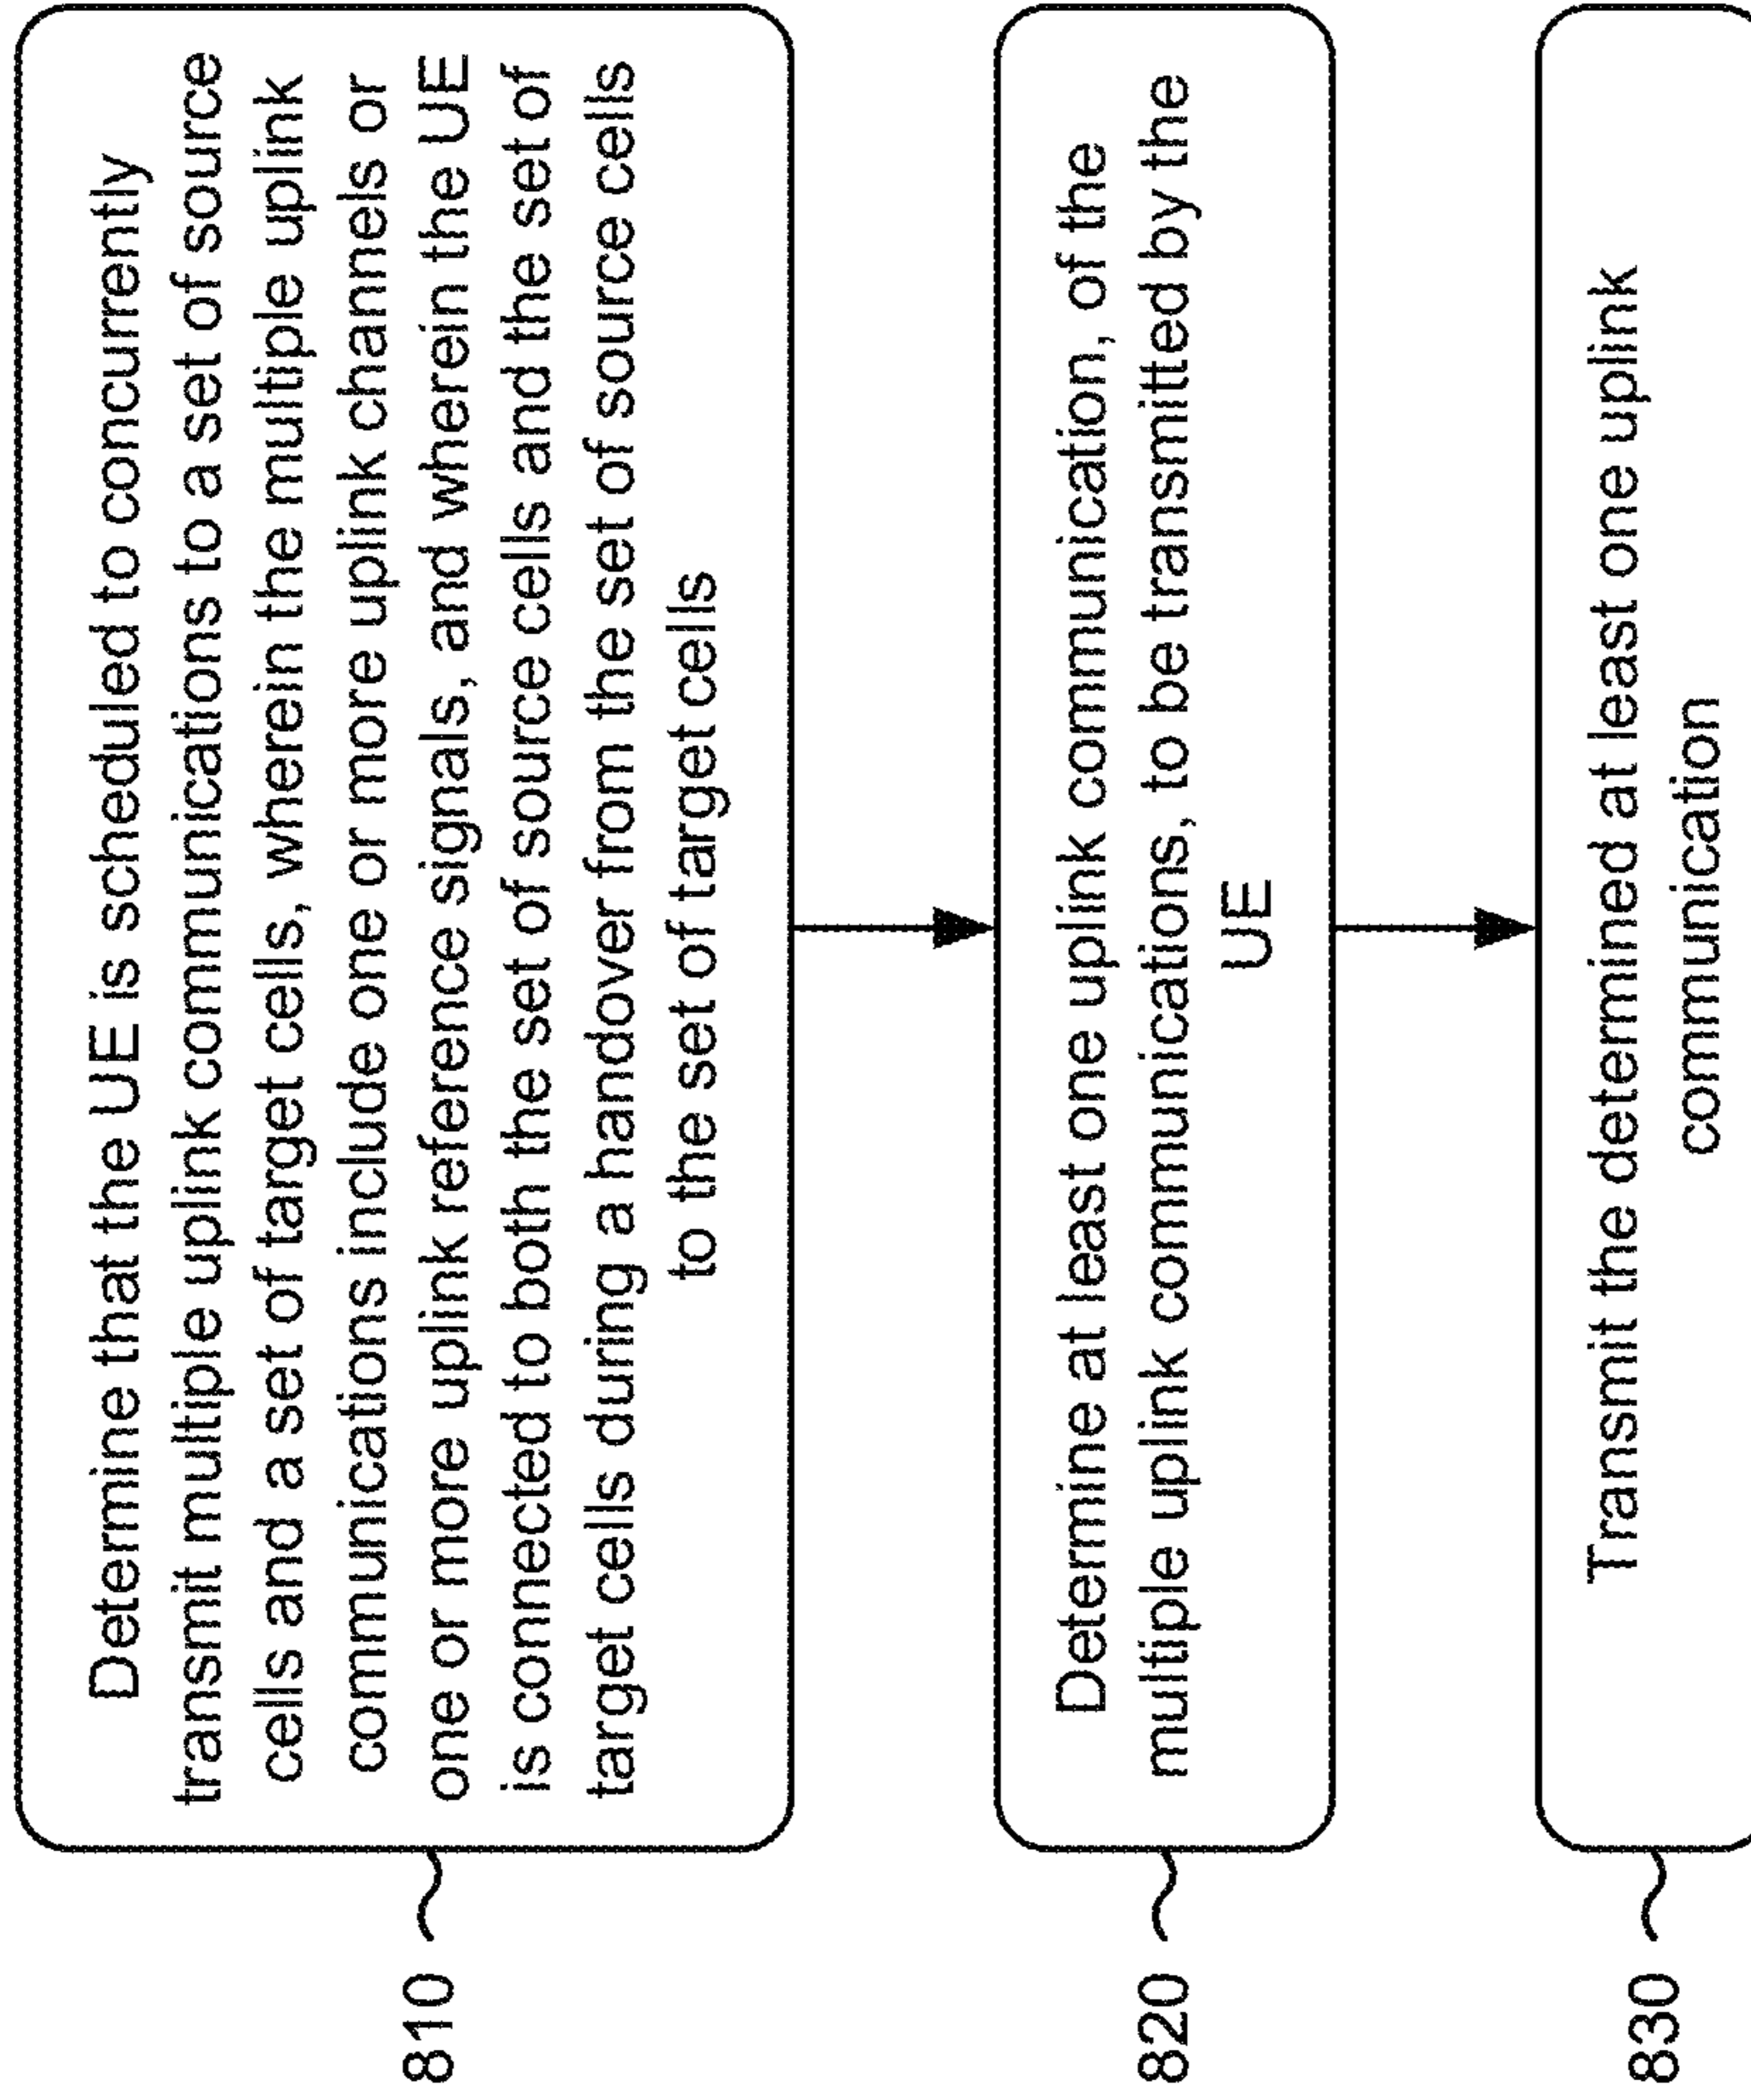 810
Determine that the UE is scheduled to concurrently
transmit multiple uplink communications to a set of source
cells and a set of target cells, wherein the multiple uplink
communications include one or more uplink channels or
one or more uplink reference signals, and wherein the UE
is connected to both the set of source cells and the set of
target cells during a handover from the set of source cells
to the set of target cells
820
Determine at least one uplink communication, of the
multiple uplink communications, to be transmitted by the
UE
830
Transmit the determined at least one uplink
communication